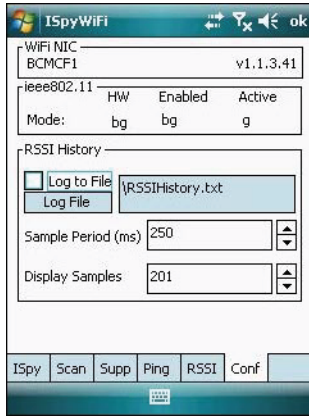 ISpyWiFi ok
WiFi NIC
BCMCF1 v1.1.3.41
ieee802.11
HW Enabled Active
Mode: bg bg g
RSSI History
Log to File
Log File
\RSSIHistory.txt
Sample Period (ms) 250
Display Samples 201
ISpy Scan Supp Ping RSSI Conf